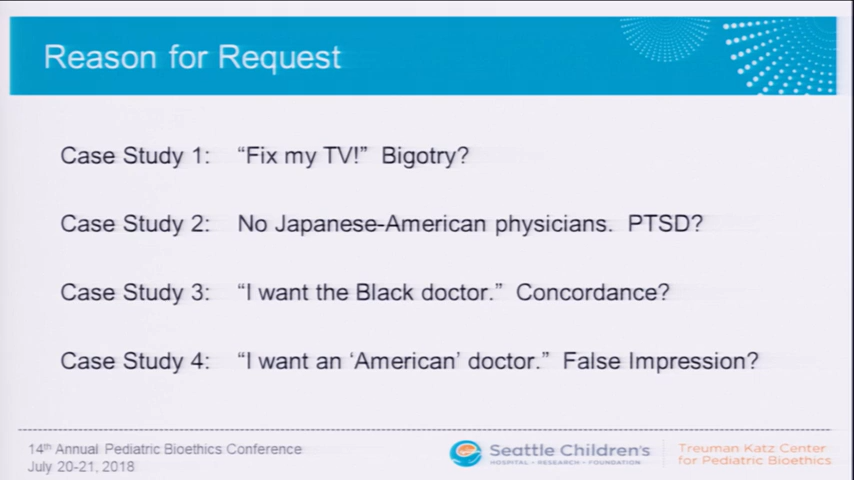 Reason for Request
Case Study 1: “Fix my TV!” Bigotry?
Case Study 2: No Japanese-American physicians. PTSD?
Case Study 3: “I want the Black doctor.” Concordance?
Case Study 4: “I want an ‘American’ doctor.” False Impression?
14th Annual Pediatric Bioethics Conference
July 20-21, 2018
Seattle Children's
HOSPITAL • RESEARCH • FOUNDATION
Treuman Katz Center
for Pediatric Bioethics